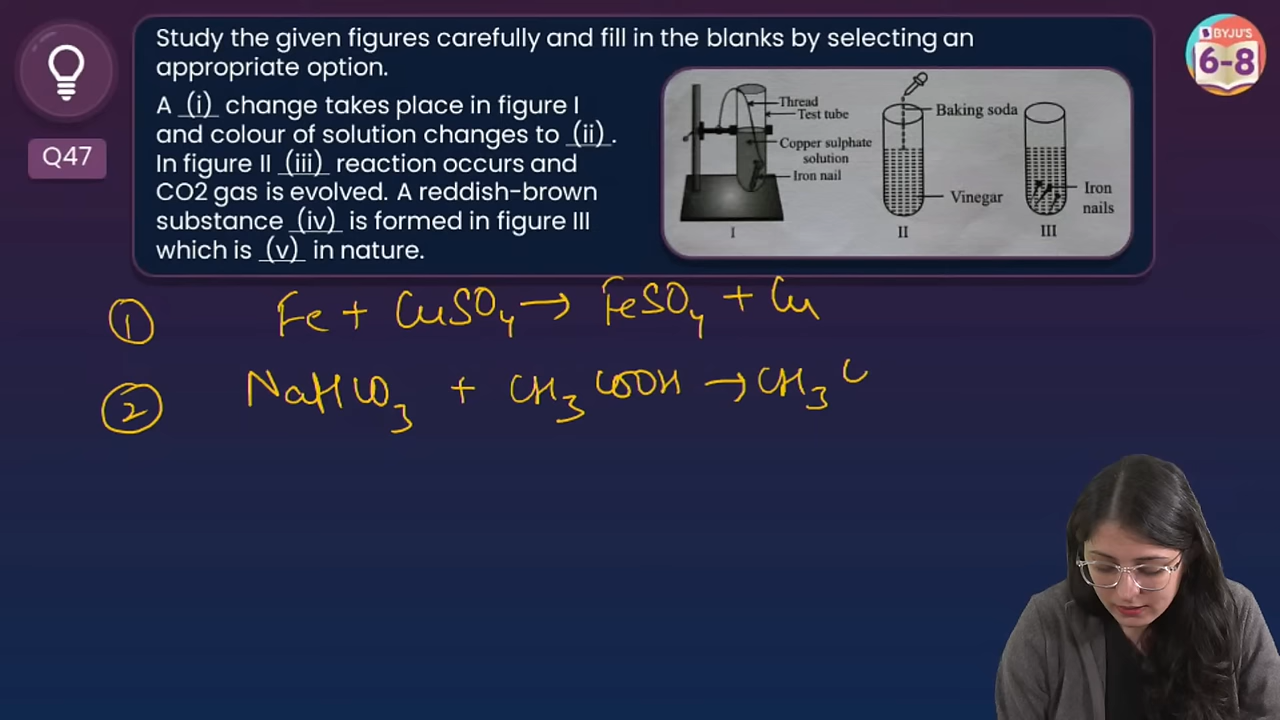 Study the given figures carefully and fill in the blanks by selecting an
appropriate option.
A (i) change takes place in figure I
and colour of solution changes to (ii).
In figure II (iii) reaction occurs and
CO2 gas is evolved. A reddish-brown
substance (iv) is formed in figure III
which is (v) in nature.
Q47
BYJU'S
6-8
Thread
Test tube
Copper sulphate
solution
Iron nail
I
Baking soda
Vinegar
II
Iron
nails
III
① Fe + CuSO₄ → FeSO₄ + Cu
② NaHCO₃ + CH₃COOH → CH₃C